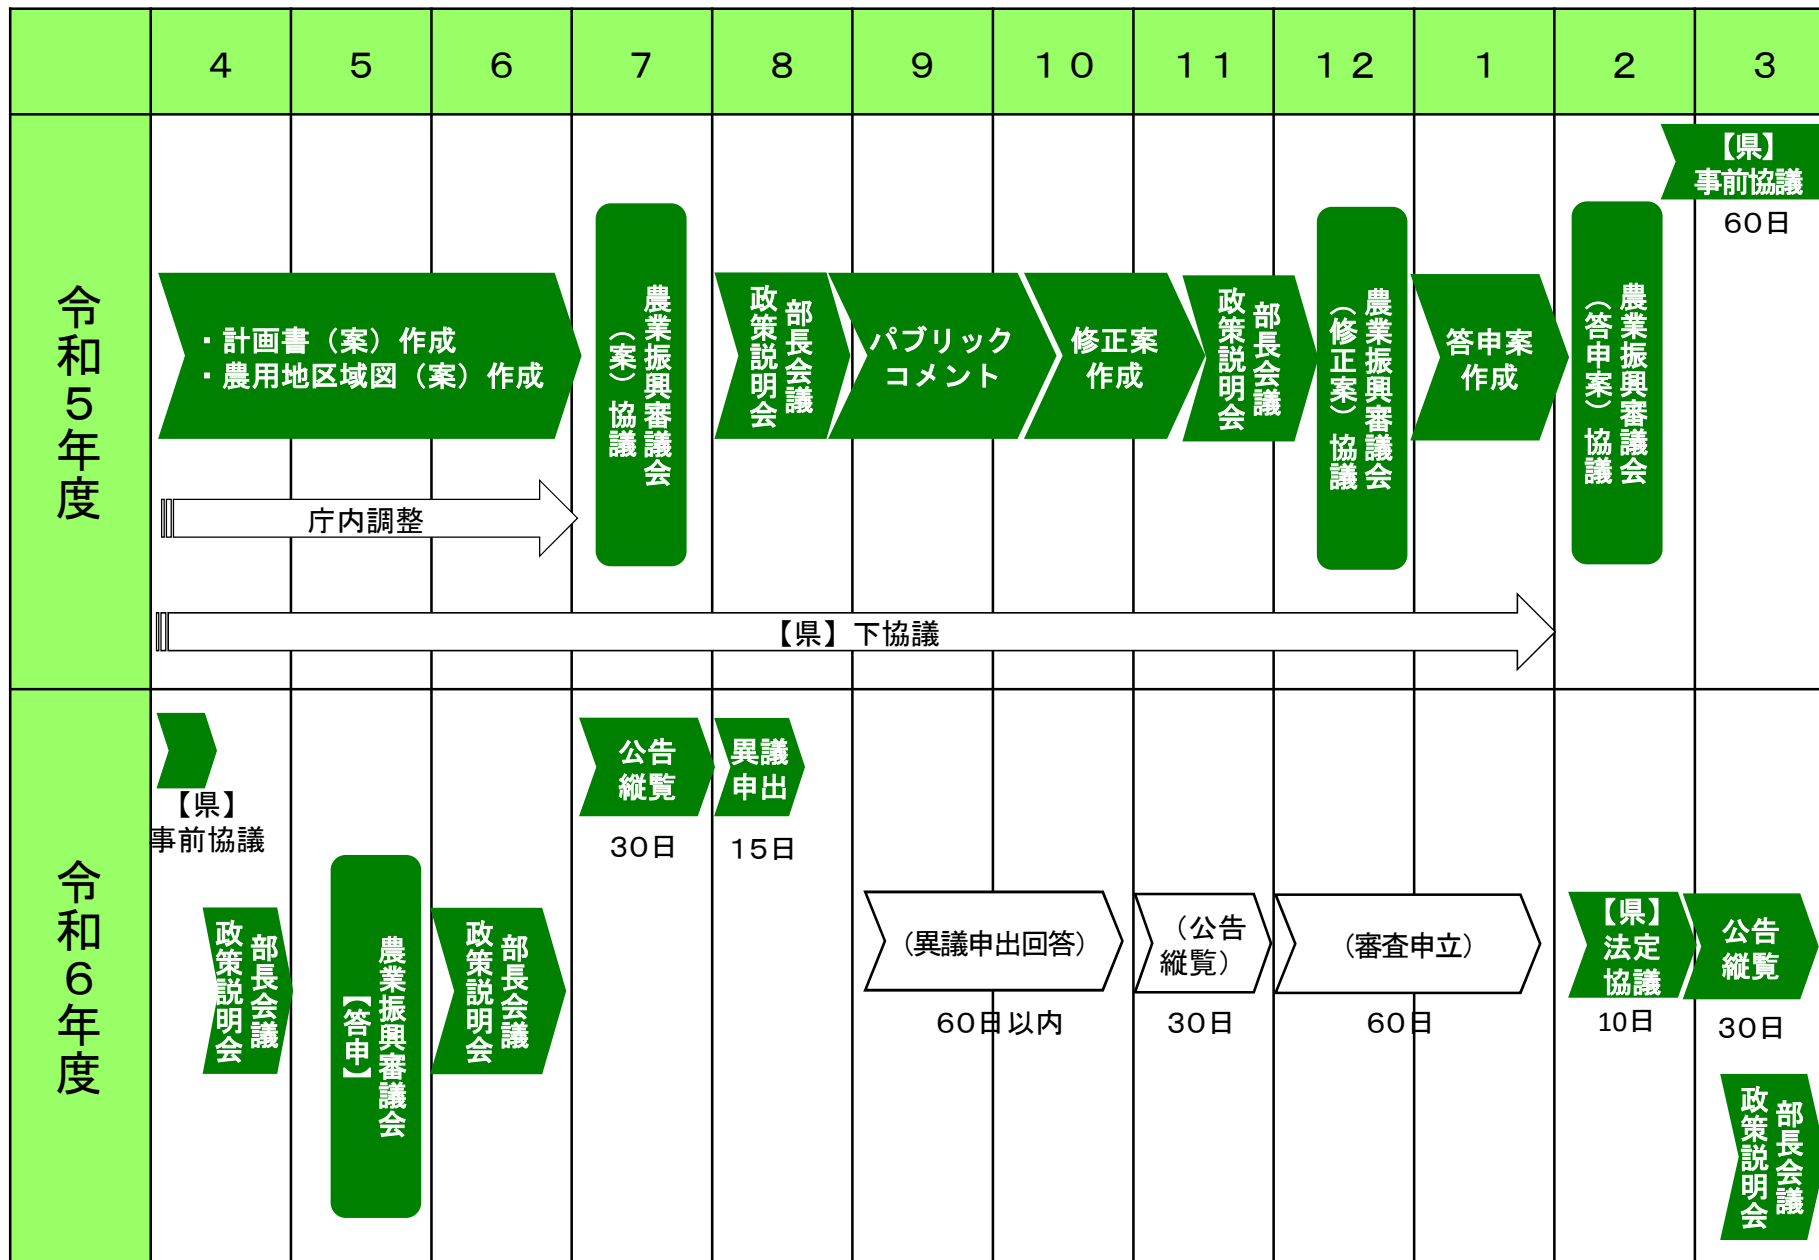 4
5
6
7
8
9
10
11
12
1
2
3
令和5年度
・計画書（案）作成
・農用地区域図（案）作成
農業振興審議会
（案）協議
部長会議
政策説明会
パブリック
コメント
修正案
作成
部長会議
政策説明会
農業振興審議会
（修正案）協議
答申案
作成
農業振興審議会
（答申案）協議
【県】
事前協議
60日
庁内調整
【県】下協議
令和6年度
【県】
事前協議
部長会議
政策説明会
農業振興審議会
【答申】
部長会議
政策説明会
公告
縦覧
30日
異議
申出
15日
（異議申出回答）
60日以内
（公告
縦覧）
30日
（審査申立）
60日
【県】
法定
協議
10日
公告
縦覧
30日
部長会議
政策説明会